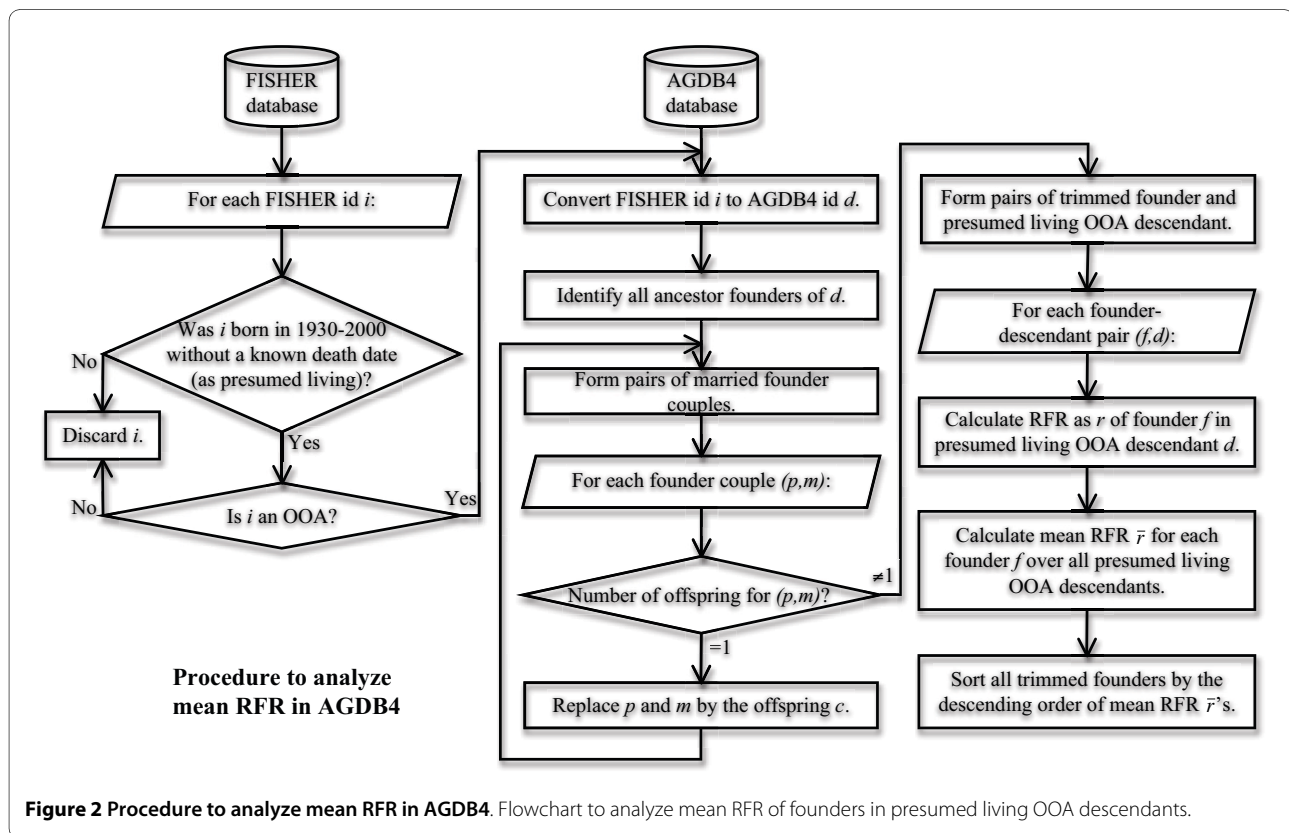 FISHER
database
For each FISHER id i:
Was i born in 1930-2000
without a known death date
(as presumed living)?
No
Discard i.
Yes
No
Is i an OOA?
Yes
Procedure to analyze
mean RFR in AGDB4
AGDB4
database
Convert FISHER id i to AGDB4 id d.
Identify all ancestor founders of d.
Form pairs of married founder
couples.
For each founder couple (p,m):
Number of offspring for (p,m)?
≠1
=1
Replace p and m by the offspring c.
Form pairs of trimmed founder and
presumed living OOA descendant.
For each founder-
descendant pair (f,d):
Calculate RFR as r of founder f in
presumed living OOA descendant d.
Calculate mean RFR r̄ for each
founder f over all presumed living
OOA descendants.
Sort all trimmed founders by the
descending order of mean RFR r̄'s.
Figure 2 Procedure to analyze mean RFR in AGDB4. Flowchart to analyze mean RFR of founders in presumed living OOA descendants.